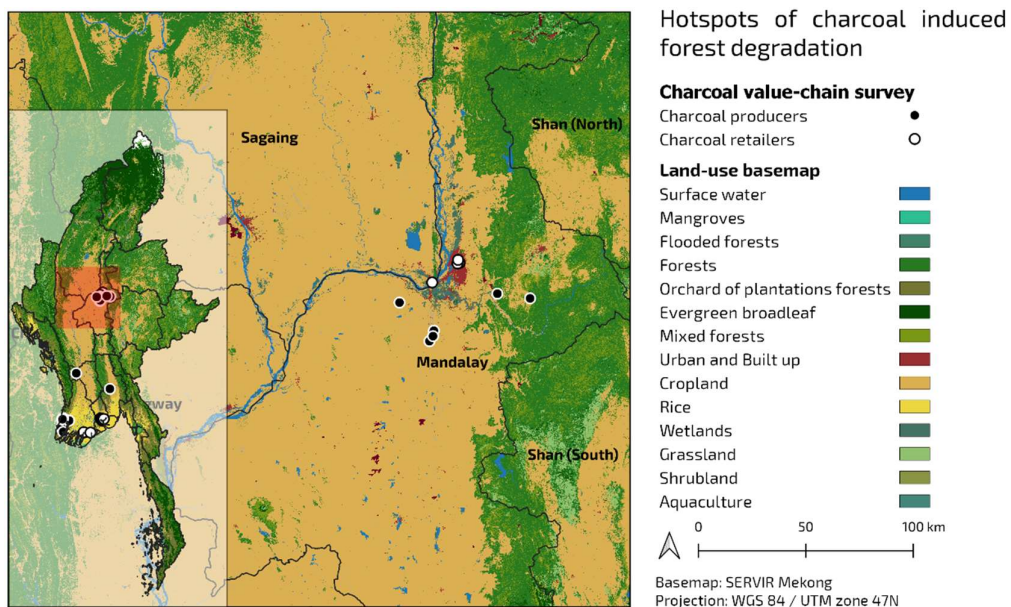 Hotspots of charcoal induced
forest degradation
Charcoal value-chain survey
Charcoal producers
Charcoal retailers
Land-use basemap
Surface water
Mangroves
Flooded forests
Forests
Orchard of plantations forests
Evergreen broadleaf
Mixed forests
Urban and Built up
Cropland
Rice
Wetlands
Grassland
Shrubland
Aquaculture
0 50 100 km
Basemap: SERVIR Mekong
Projection: WGS 84 / UTM zone 47N
Sagaing
Shan (North)
Mandalay
Shan (South)